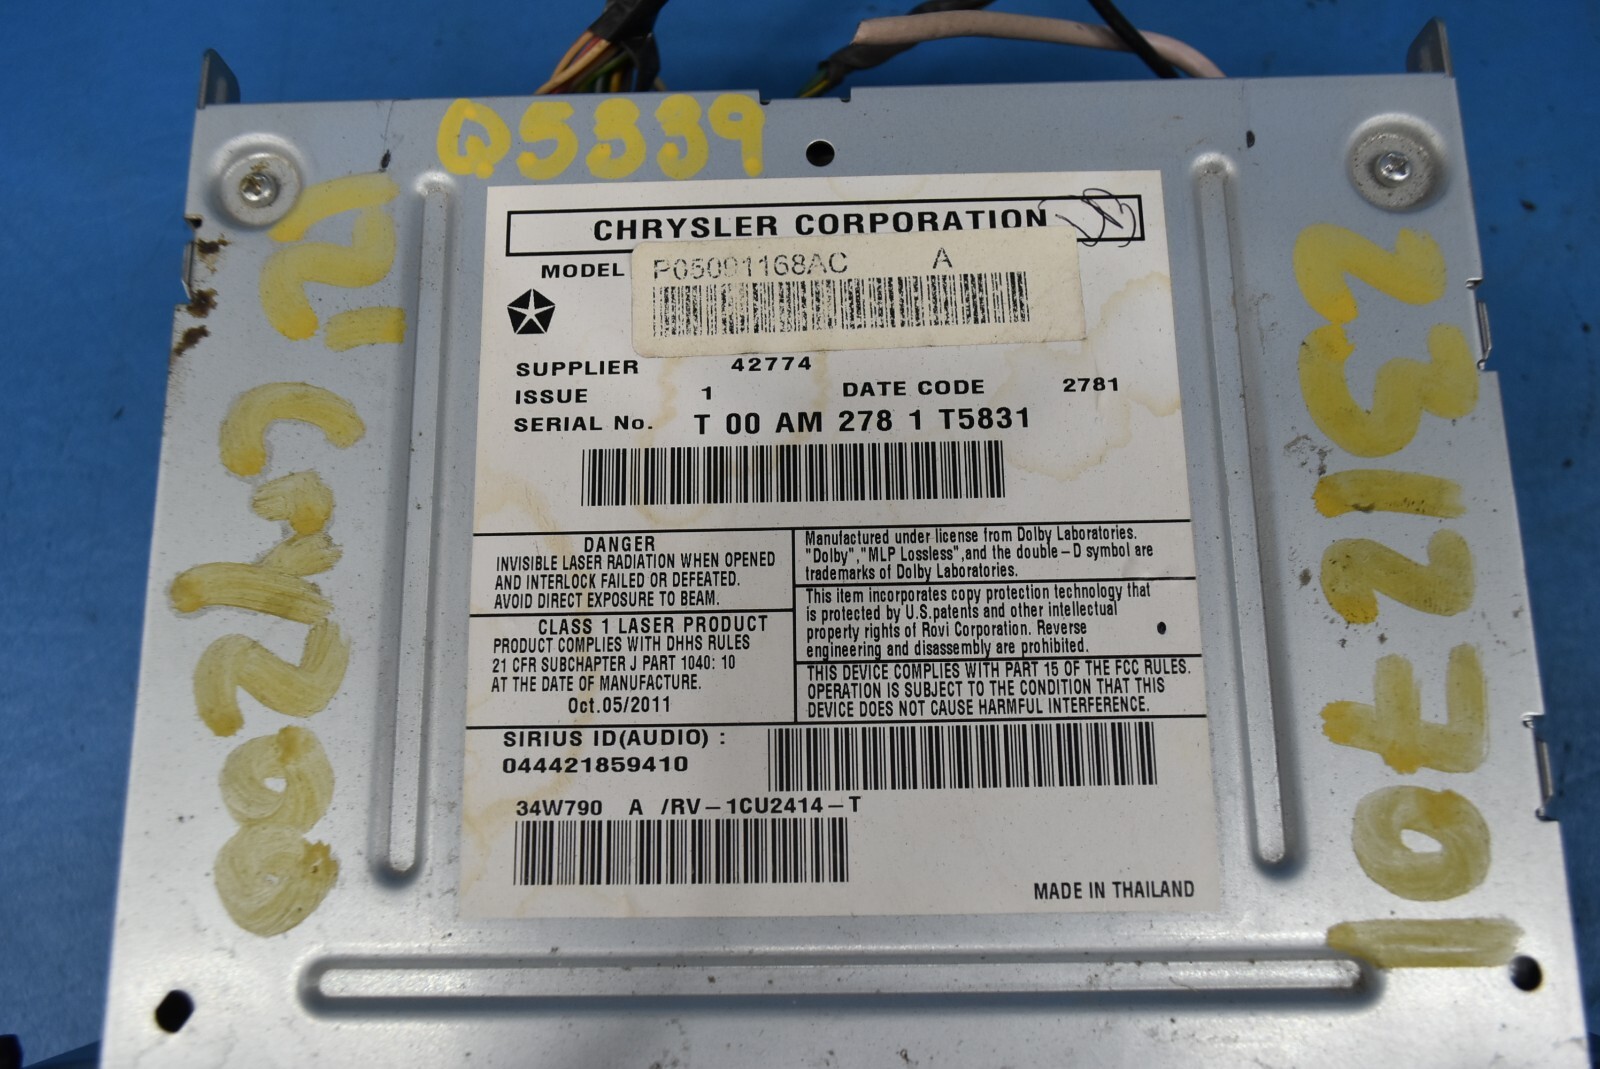 Q5339
CHRYSLER CORPORATION
MODEL
P05091168AC A
SUPPLIER 42774
ISSUE 1 DATE CODE 2781
SERIAL No. T 00 AM 278 1 T5831
DANGER
INVISIBLE LASER RADIATION WHEN OPENED
AND INTERLOCK FAILED OR DEFEATED.
AVOID DIRECT EXPOSURE TO BEAM.
CLASS 1 LASER PRODUCT
PRODUCT COMPLIES WITH DHHS RULES
21 CFR SUBCHAPTER J PART 1040: 10
AT THE DATE OF MANUFACTURE.
Oct.05/2011
Manufactured under license from Dolby Laboratories.
"Dolby","MLP Lossless",and the double-D symbol are
trademarks of Dolby Laboratories.
This item incorporates copy protection technology that
is protected by U.S.patents and other intellectual
property rights of Rovi Corporation. Reverse
engineering and disassembly are prohibited.
THIS DEVICE COMPLIES WITH PART 15 OF THE FCC RULES.
OPERATION IS SUBJECT TO THE CONDITION THAT THIS
DEVICE DOES NOT CAUSE HARMFUL INTERFERENCE.
SIRIUS ID(AUDIO) :
044421859410
34W790 A /RV-1CU2414-T
MADE IN THAILAND
2312701